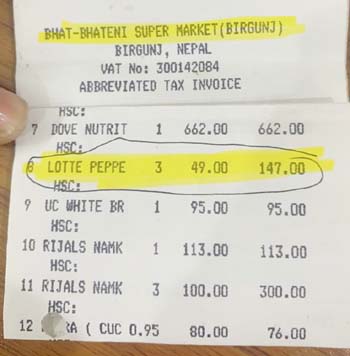 BHAT-BHATENI SUPER MARKET(BIRGUNJ)
BIRGUNJ, NEPAL
VAT No: 300142084
ABBREVIATED TAX INVOICE
HSC:
7 DOVE NUTRIT 1 662.00 662.00
HSC:
8 LOTTE PEPPE 3 49.00 147.00
HSC:
9 UC WHITE BR 1 95.00 95.00
HSC:
10 RIJALS NAMK 1 113.00 113.00
HSC:
11 RIJALS NAMK 3 100.00 300.00
HSC:
12 ( CUC 0.95 80.00 76.00